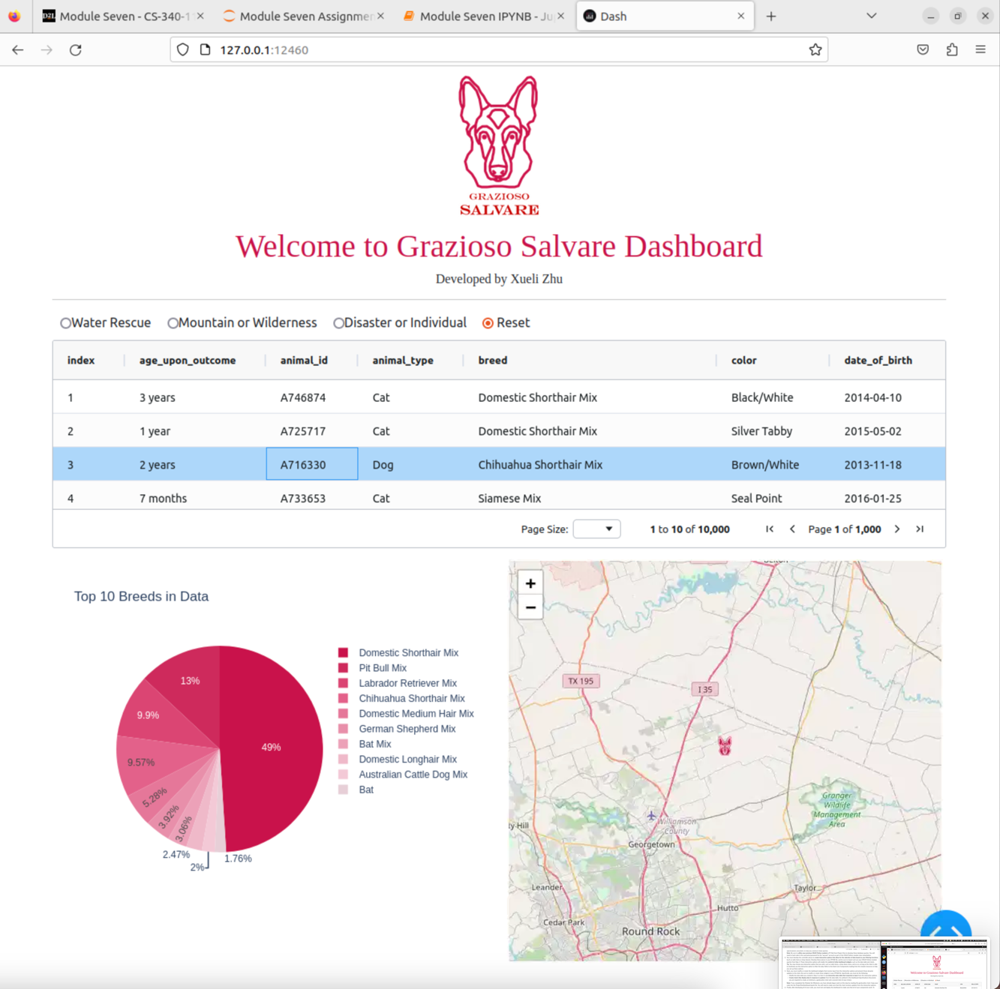 Module Seven - CS-340-1
Module Seven Assignmen
Module Seven IPYNB - Ju
Dash
127.0.0.1:12460
GRAZIOSO
SALVARE
Welcome to Grazioso Salvare Dashboard
Developed by Xueli Zhu
Water Rescue Mountain or Wilderness Disaster or Individual Reset
index age_upon_outcome animal_id animal_type breed color date_of_birth
1 3 years A746874 Cat Domestic Shorthair Mix Black/White 2014-04-10
2 1 year A725717 Cat Domestic Shorthair Mix Silver Tabby 2015-05-02
3 2 years A716330 Dog Chihuahua Shorthair Mix Brown/White 2013-11-18
4 7 months A733653 Cat Siamese Mix Seal Point 2016-01-25
Page Size: 1 to 10 of 10,000 Page 1 of 1,000
Top 10 Breeds in Data
13%
9.9%
49%
9.57%
5.28%
3.92%
3.06%
2.47%
2%
1.76%
Domestic Shorthair Mix
Pit Bull Mix
Labrador Retriever Mix
Chihuahua Shorthair Mix
Domestic Medium Hair Mix
German Shepherd Mix
Bat Mix
Domestic Longhair Mix
Australian Cattle Dog Mix
Bat
+
−
TX 195
I 35
Granger
Wildlife
Management
Area
ty Hill
Williamson
County
Georgetown
Leander
Taylor
Hutto
Cedar Park
Round Rock
Welcome to Grazioso Salvare Dashboard